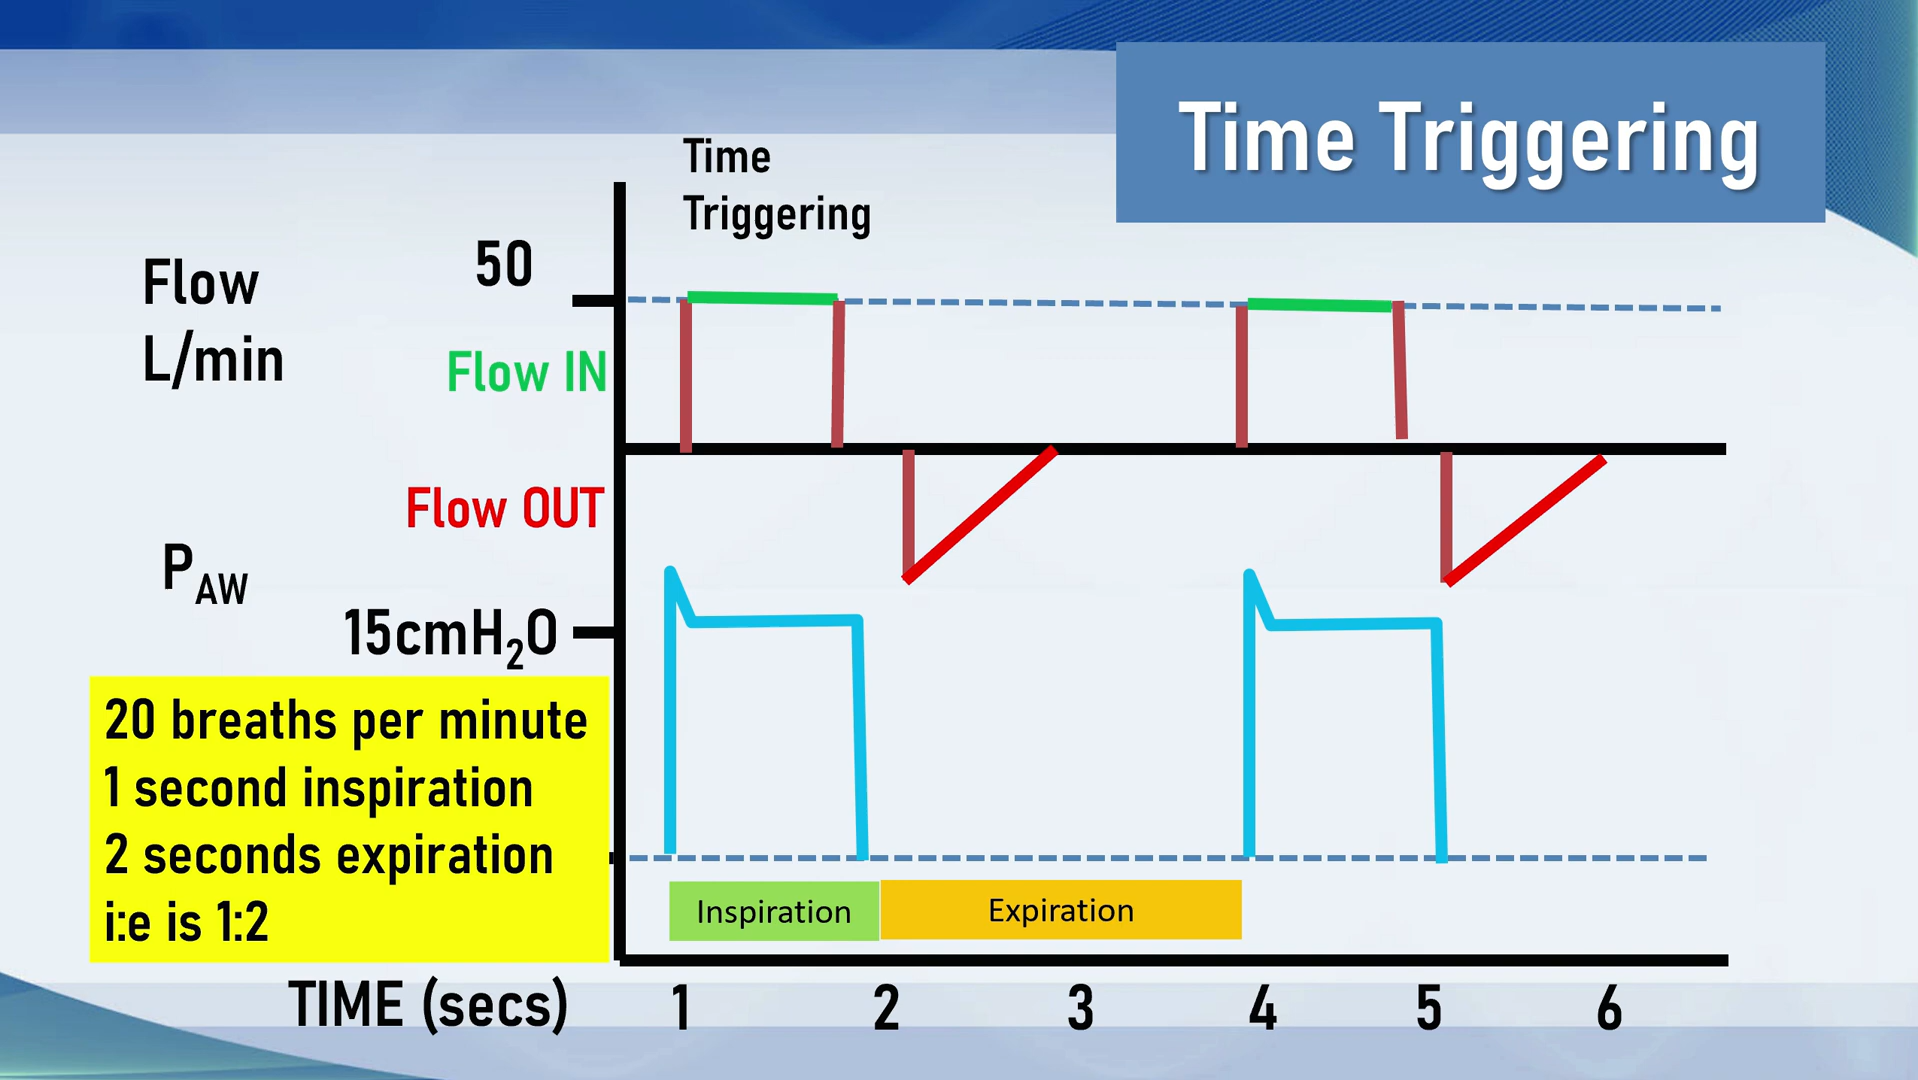 Time Triggering
Time
Triggering
Flow
L/min
50
Flow IN
Flow OUT
PAW
15cmH₂O
20 breaths per minute
1 second inspiration
2 seconds expiration
i:e is 1:2
Inspiration
Expiration
TIME (secs) 1 2 3 4 5 6